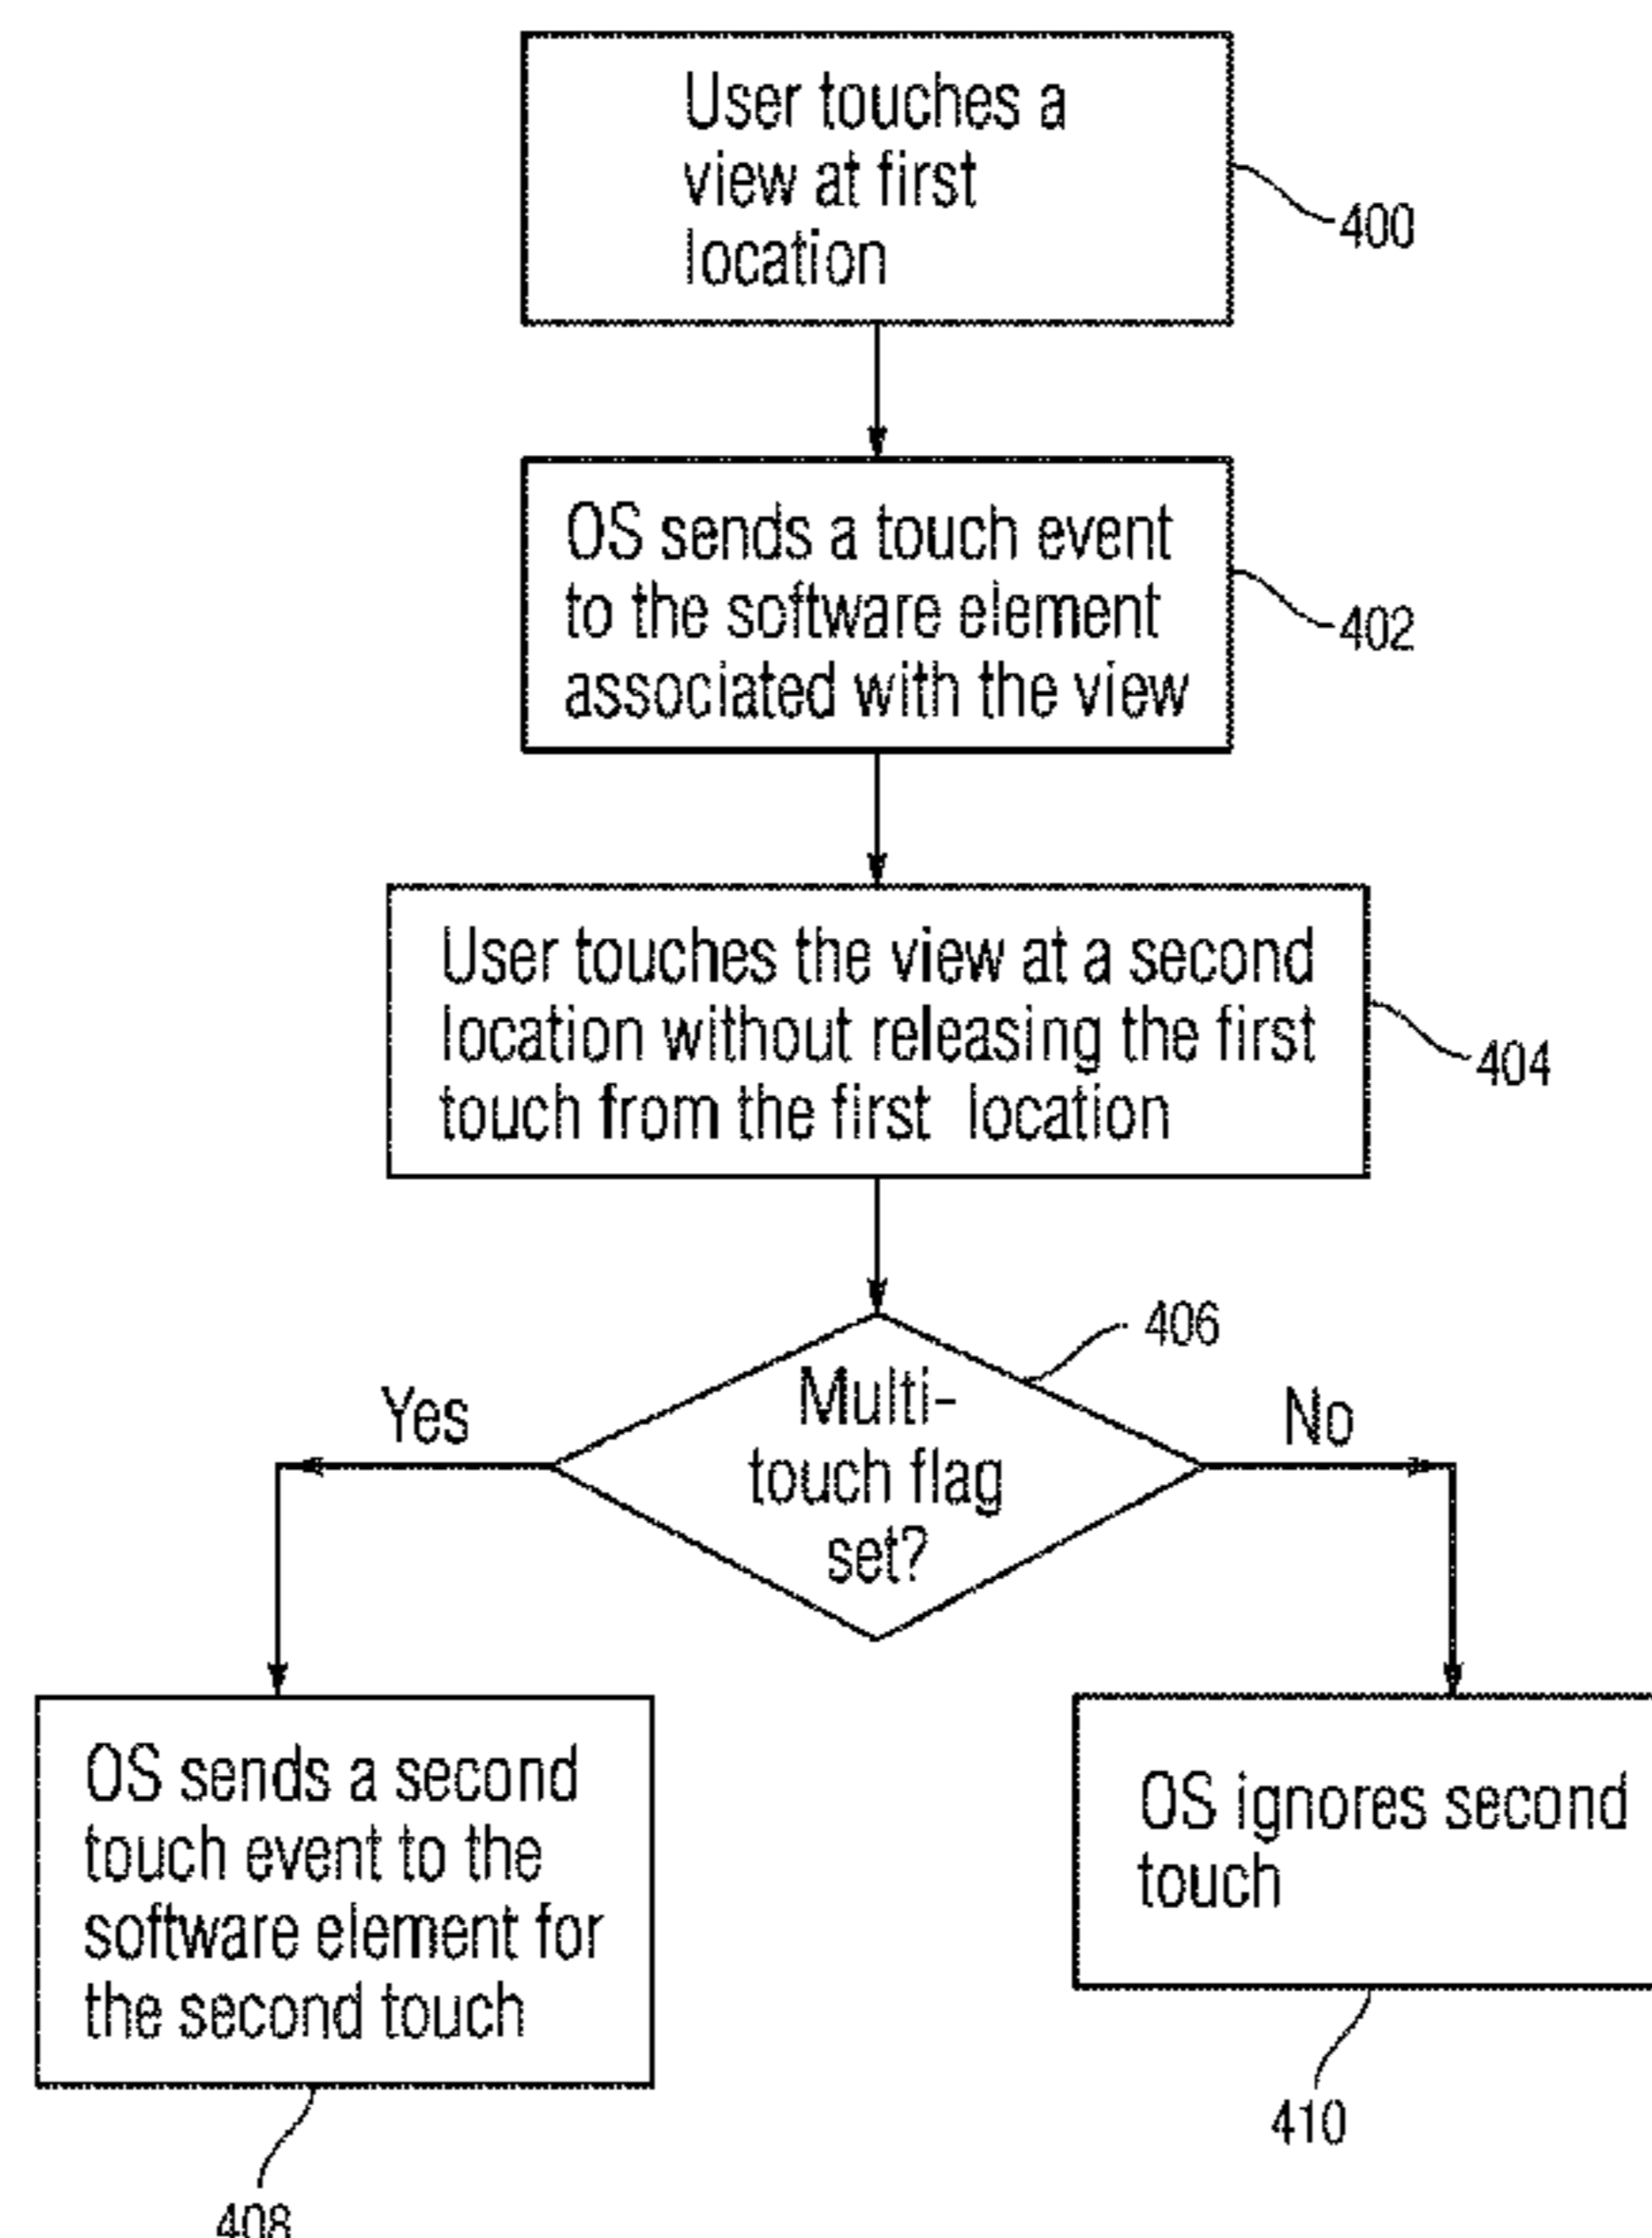 User touches a
view at first
location
400
OS sends a touch event
to the software element
associated with the view
402
User touches the view at a second
location without releasing the first
touch from the first location
404
406
Multi-
touch flag
set?
Yes
No
OS sends a second
touch event to the
software element for
the second touch
408
OS ignores second
touch
410